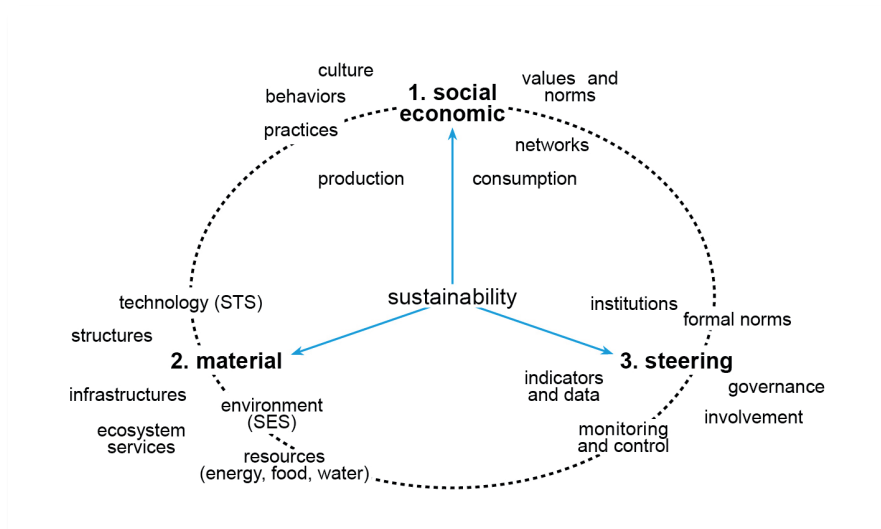 culture
behaviors
practices
1. social
economic
values and
norms
networks
production
consumption
sustainability
technology (STS)
structures
2. material
infrastructures
environment
(SES)
ecosystem
services
resources
(energy, food, water)
institutions
formal norms
3. steering
indicators
and data
governance
involvement
monitoring
and control